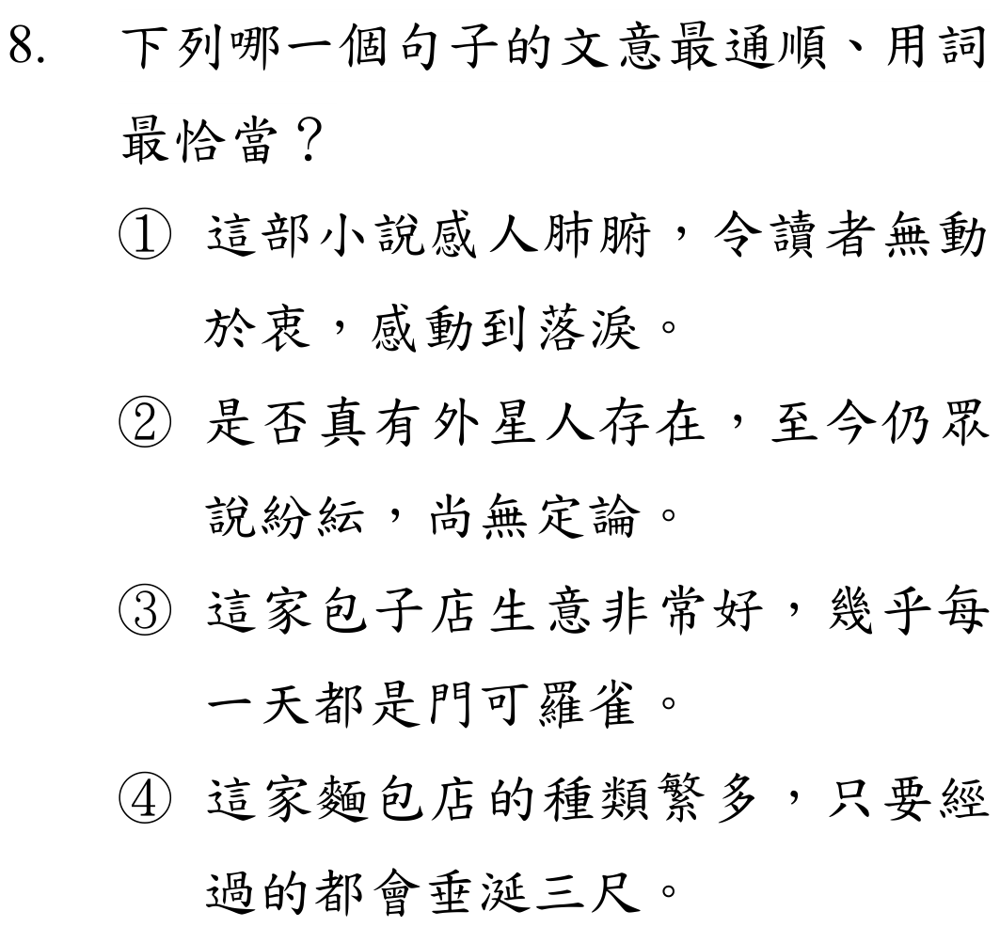 8. 下列哪一個句子的文意最通順、用詞
最恰當？
① 這部小說感人肺腑，令讀者無動
於衷，感動到落淚。
② 是否真有外星人存在，至今仍眾
說紛紜，尚無定論。
③ 這家包子店生意非常好，幾乎每
一天都是門可羅雀。
④ 這家麵包店的種類繁多，只要經
過的都會垂涎三尺。